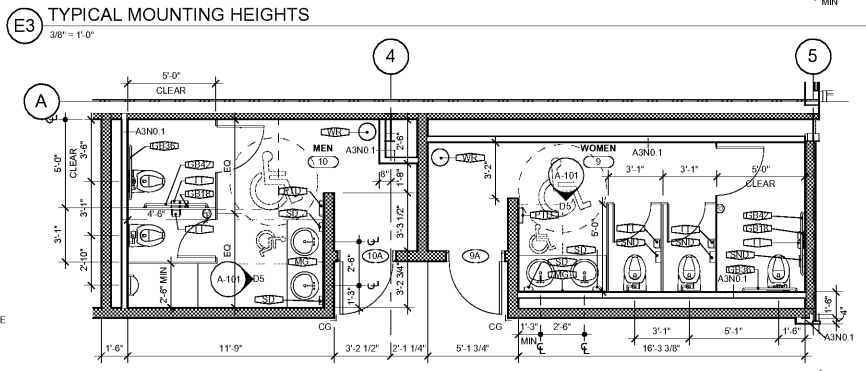 MIN
E3 TYPICAL MOUNTING HEIGHTS
3/8" = 1'-0"
4
5
A
5'-0"
CLEAR
A3N0.1
GB36
GB42
GB18
4'-6"
5'-0"
CLEAR
3'-6"
3'-1"
3'-1"
2'-10"
2'-6" MIN
EQ
EQ
MEN
10
WR
A3N0.1
2'-6"
1'-8"
8"
3'-3 1/2"
3'-2 3/4"
SD
MG
SD
A-101
D5
2'-6"
1'-3"
10A
9A
CG
CG
WR
3'-2"
WOMEN
9
A-101
D5
A3N0.1
3'-1"
3'-1"
5'-0"
CLEAR
PTD
5'-0"
SD
SD
MG
SND
SND
GB42
GB18
SND
GB36
A3N0.1
1'-6"
4"
A3N0.1
1'-3"
MIN
2'-6"
3'-1"
5'-1"
1'-6"
1'-6"
11'-9"
3'-2 1/2"
2'-1 1/4"
5'-1 3/4"
16'-3 3/8"
E